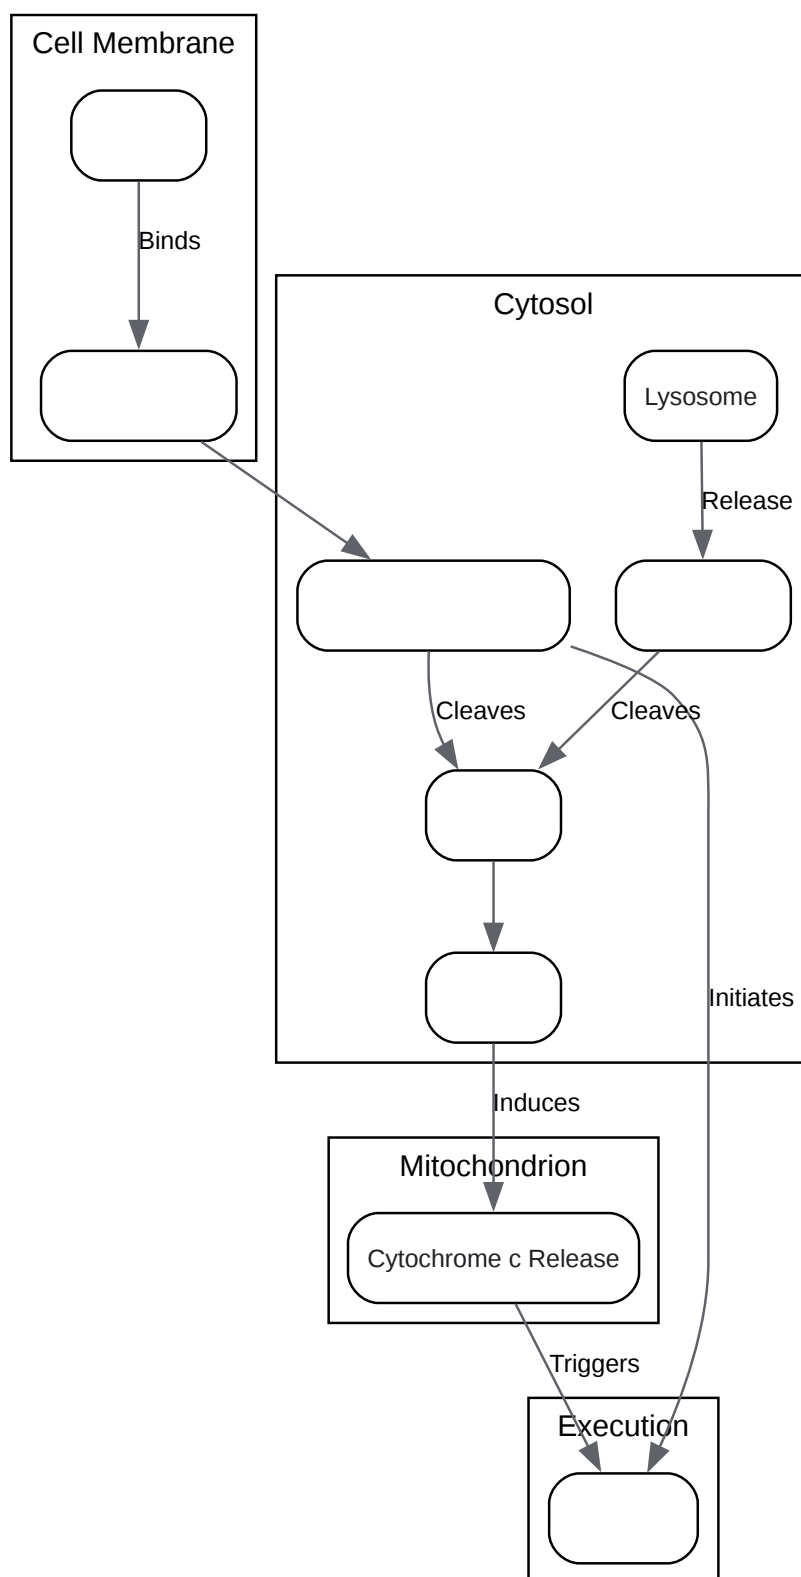 Cell Membrane
Binds
Cytosol
Lysosome
Release
Cleaves
Cleaves
Initiates
Induces
Mitochondrion
Cytochrome c Release
Triggers
Execution